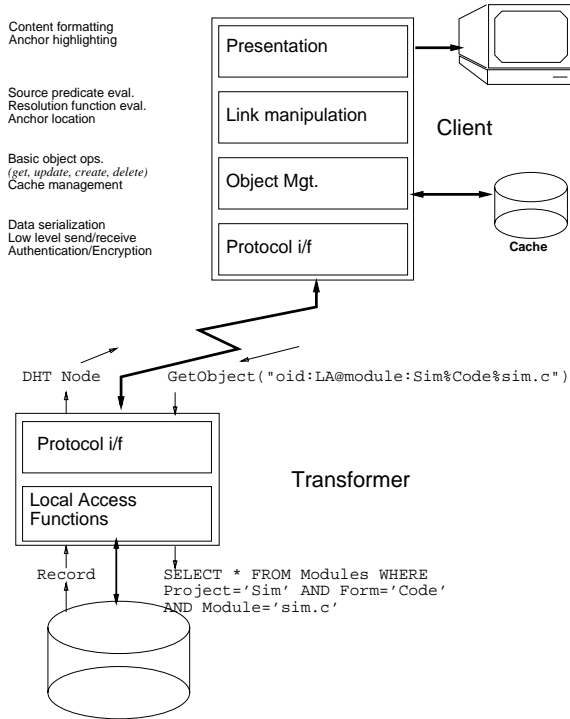 Content formatting
Anchor highlighting
Presentation
Source predicate eval.
Resolution function eval.
Anchor location
Link manipulation
Client
Basic object ops.
(get, update, create, delete)
Cache management
Object Mgt.
Cache
Data serialization
Low level send/receive
Authentication/Encryption
Protocol i/f
DHT Node
GetObject("oid:LA@module:Sim%Code%sim.c")
Protocol i/f
Transformer
Local Access
Functions
Record
SELECT * FROM Modules WHERE
Project='Sim' AND Form='Code'
AND Module='sim.c'